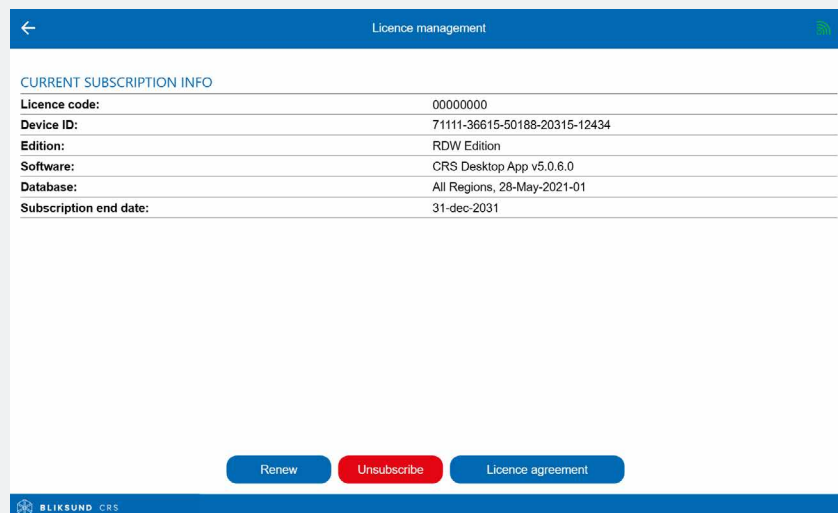 Licence management
CURRENT SUBSCRIPTION INFO
Licence code: 00000000
Device ID: 71111-36615-50188-20315-12434
Edition: RDW Edition
Software: CRS Desktop App v5.0.6.0
Database: All Regions, 28-May-2021-01
Subscription end date: 31-dec-2031
Renew Unsubscribe Licence agreement
BLIKSUND CRS